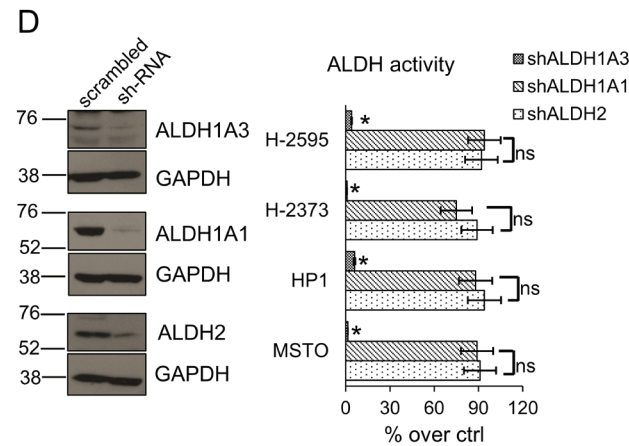 D
scrambled
sh-RNA
76
ALDH1A3
38
GAPDH
76
ALDH1A1
52
38
GAPDH
76
ALDH2
52
38
GAPDH
ALDH activity
shALDH1A3
shALDH1A1
shALDH2
H-2595
*
ns
H-2373
*
ns
HP1
*
ns
MSTO
*
ns
0 30 60 90 120
% over ctrl